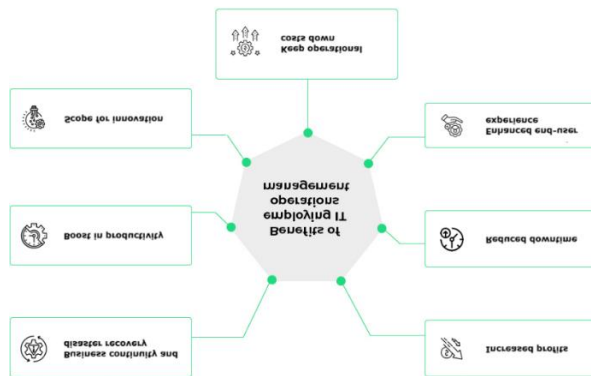 Keep operational
costs down
Scope for innovation
Enhanced end-user
experience
Benefits of
employing IT
operations
management
Boost in productivity
Reduced downtime
Business continuity and
disaster recovery
Increased profits